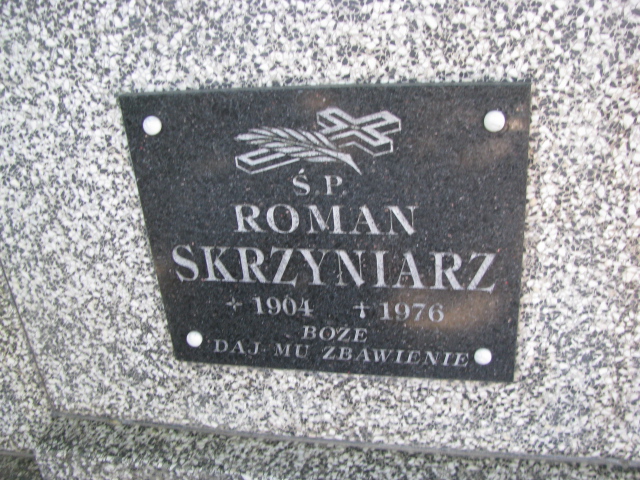 Ś P.
ROMAN
SKRZYNIARZ
+ 1904 + 1976
BOŻE
DAJ MU ZBAWIENIE